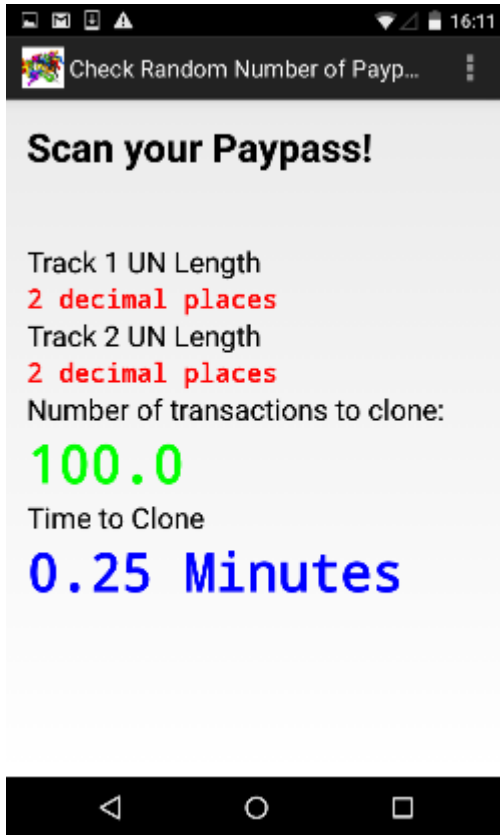 16:11
Check Random Number of Payp...
Scan your Paypass!
Track 1 UN Length
2 decimal places
Track 2 UN Length
2 decimal places
Number of transactions to clone:
100.0
Time to Clone
0.25 Minutes